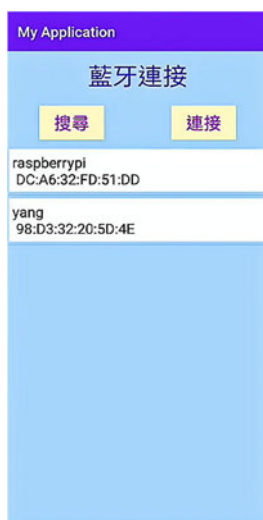 My Application
藍牙連接
搜尋 連接
raspberrypi
DC:A6:32:FD:51:DD
yang
98:D3:32:20:5D:4E